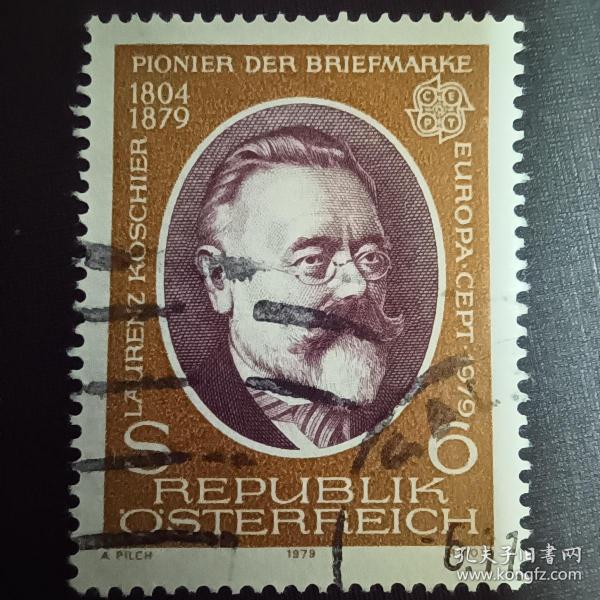 PIONIER DER BRIEFMARKE
1804
1879
CEPT
LAURENZ KOSCHIER
EUROPA·CEPT·1979
S 6
REPUBLIK
ÖSTERREICH
A. PILCH 1979
孔夫子旧书网
www.kongfz.com